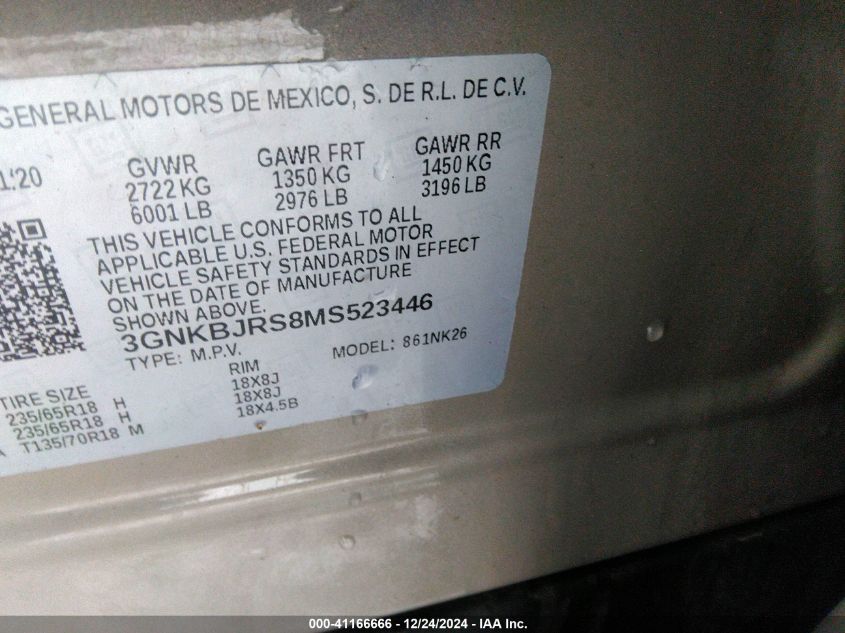 GENERAL MOTORS DE MEXICO, S. DE R.L. DE C.V.
1'20
GVWR
2722 KG
6001 LB
GAWR FRT
1350 KG
2976 LB
GAWR RR
1450 KG
3196 LB
THIS VEHICLE CONFORMS TO ALL
APPLICABLE U.S. FEDERAL MOTOR
VEHICLE SAFETY STANDARDS IN EFFECT
ON THE DATE OF MANUFACTURE
SHOWN ABOVE.
3GNKBJRS8MS523446
TYPE: M.P.V. MODEL: 861NK26
TIRE SIZE RIM
235/65R18 H 18X8J
235/65R18 H 18X8J
A T135/70R18 M 18X4.5B
000-41166666 - 12/24/2024 - IAA Inc.